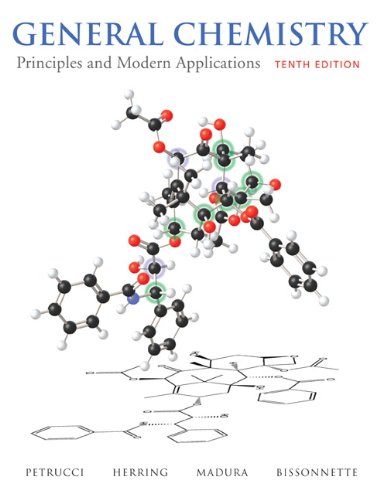 GENERAL CHEMISTRY
Principles and Modern Applications TENTH EDITION
PETRUCCI HERRING MADURA BISSONNETTE